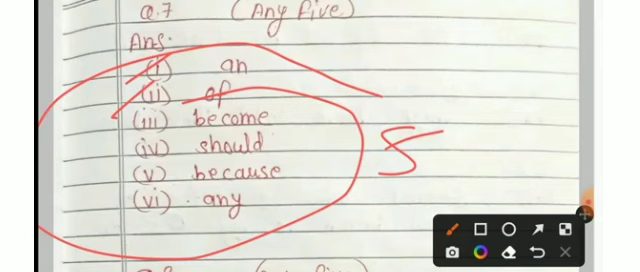 Q.7 (Any five)
Ans.
(i) an
(ii) of
(iii) become
(iv) should
(v) because
(vi) any
5